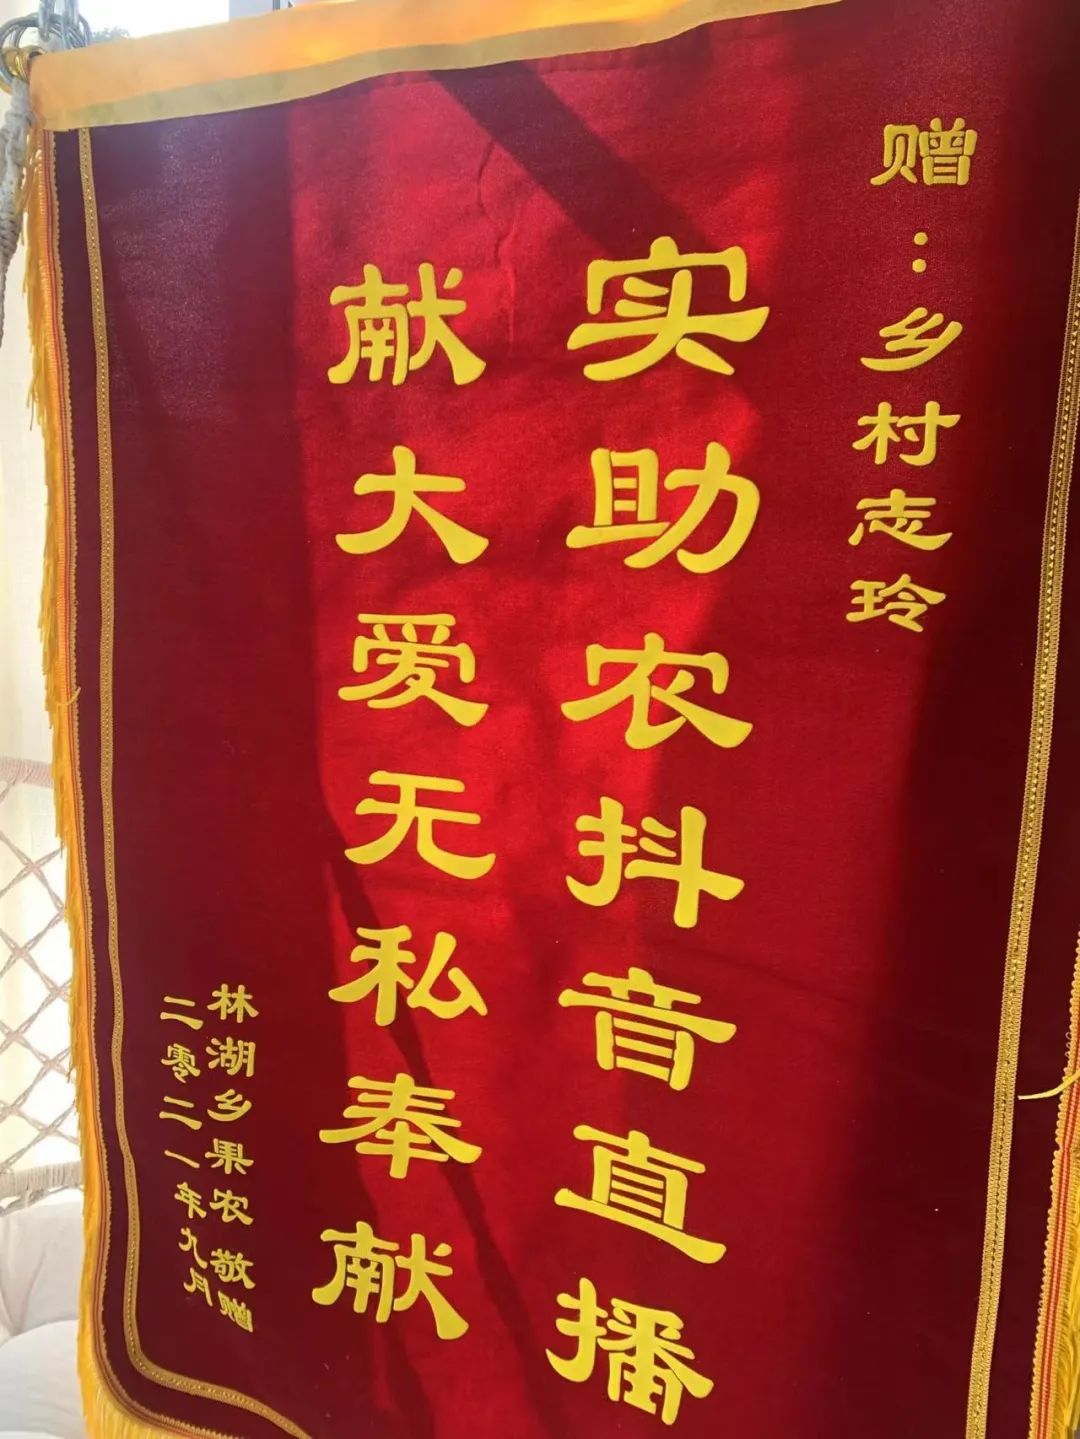 赠:乡村志玲
实助农抖音直播
献大爱无私奉献
林湖乡果农敬赠
二零二一年九月